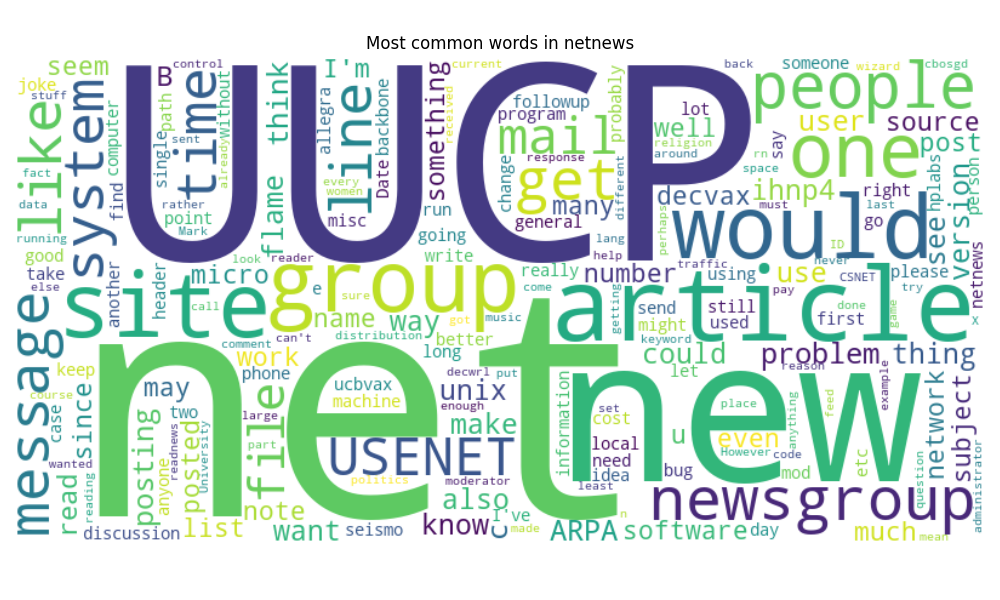 Most common words in netnews
UUCP
net
new
group
article
site
would
people
one
newsgroup
message
system
time
line
like
get
mail
USENET
file
seem
joke
stuff
fact
data
running
good
take
else
computer
find
another
B
control
path
single
sent
already
without
rather
point
Mark
flame
think
I'm
allegra
every
women
misc
Date
backbone
something
current
received
run
going
write
followup
program
response
change
general
many
different
probably
lot
well
religion
around
back
someone
wizard
cbosgd
user
source
post
say
rn
space
decvax
ihnp4
right
last
go
must
ID
never
seen
hplabs
version
person
netnews
perhaps
lang
help
traffic
number
using
use
CSNET
please
try
header
micro
look
reader
e
call
sure
name
way
come
really
music
got
better
distribution
can't
comment
work
phone
long
getting
send
might
keyword
still
used
pay
first
done
game
x
could
let
problem
reason
thing
example
do
keep
course
case
since
may
two
posting
posted
anyone
readnews
University
large
part
ucbvax
machine
unix
decwrl
put
enough
make
politics
moderator
information
set
cost
local
need
idea
least
u
bug
place
even
However
code
anything
mod
feed
etc
question
network
subject
administrator
wanted
read
reading
discussion
list
note
want
seismo
know
also
I've
C
made
n
ARPA
software
day
much
mean